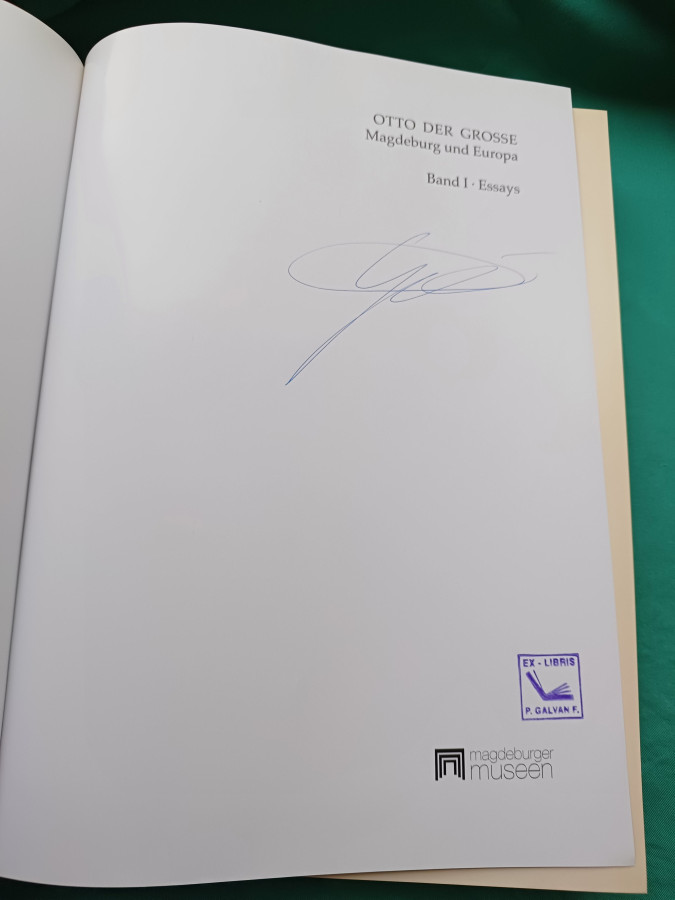 OTTO DER GROSSE
Magdeburg und Europa
Band I · Essays
EX - LIBRIS
P. GALVAN F.
magdeburger
museen